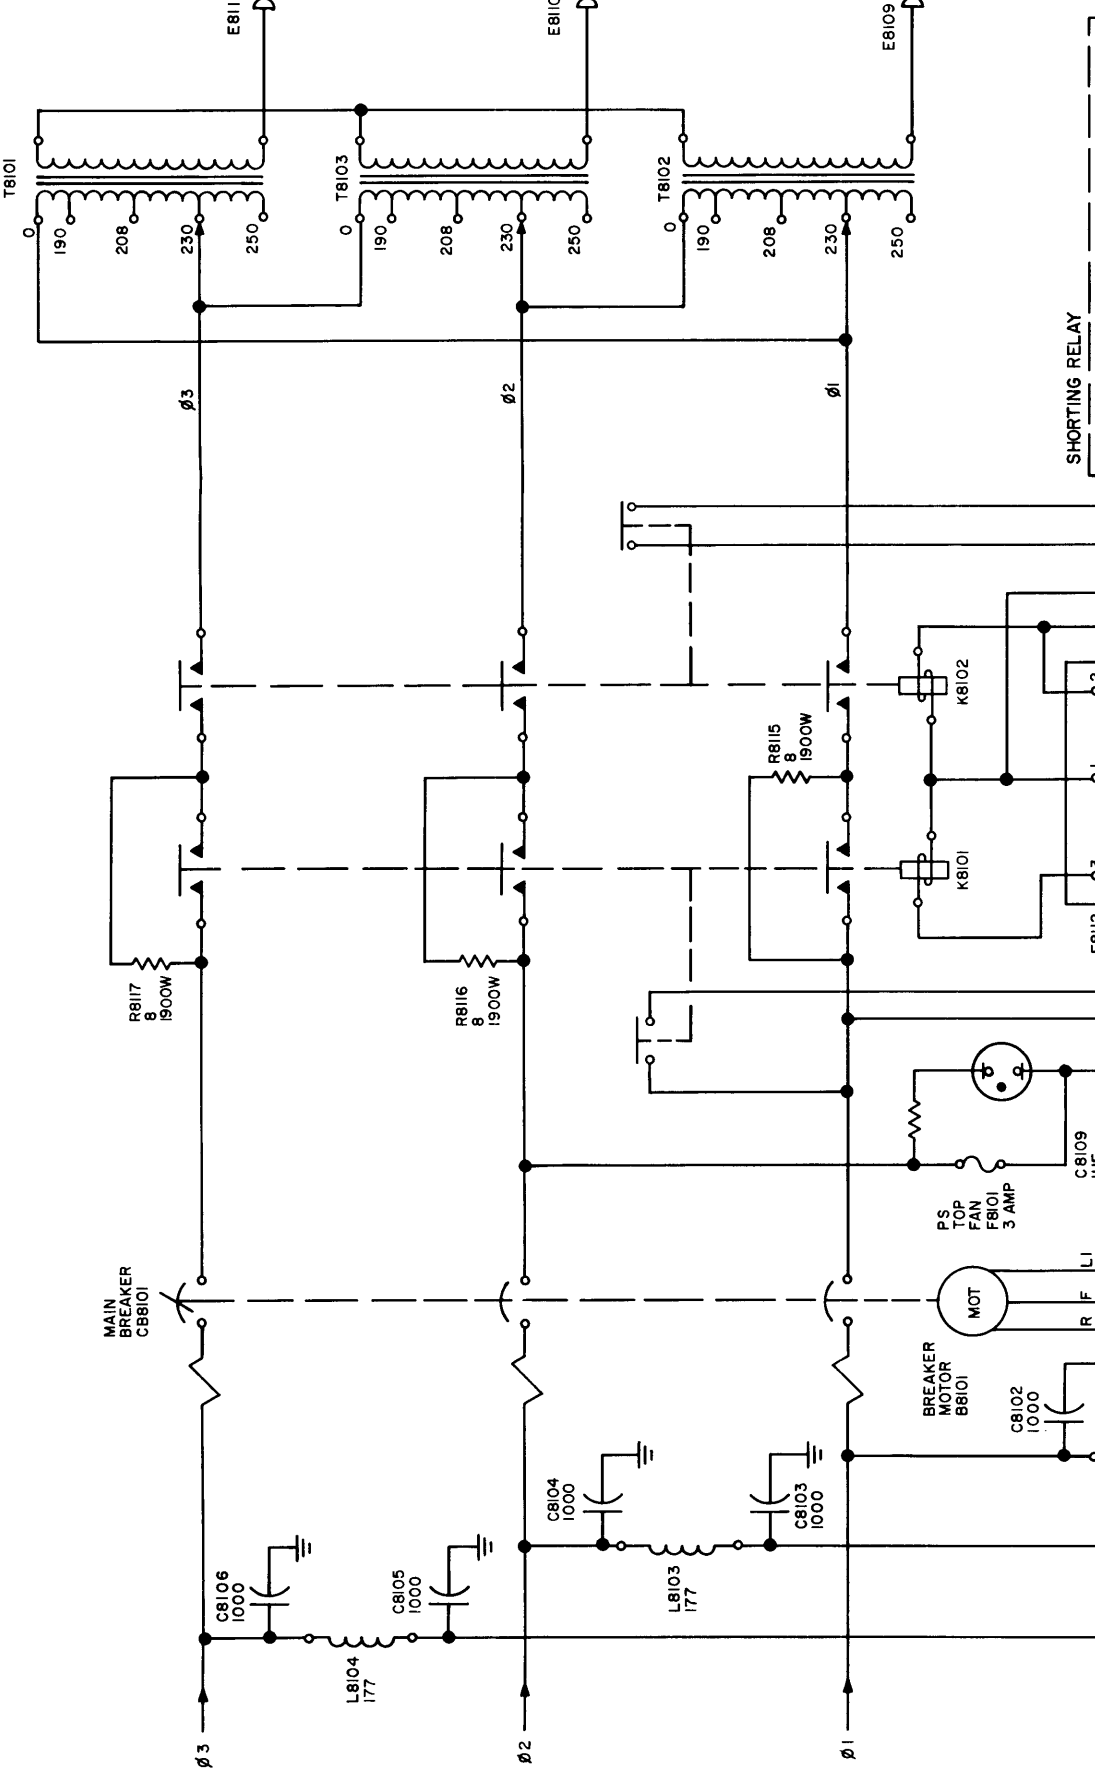 T8101
0
190
208
230
250
E811
T8103
0
190
208
230
250
E8110
T8102
0
190
208
230
250
E8109
Ø3
Ø2
Ø1
SHORTING RELAY
K8102
R8115
8
1900W
K8101
2
1
3
R8117
8
1900W
R8116
8
1900W
MAIN
BREAKER
CB8101
PS
TOP
FAN
F8101
3 AMP
C8109
MOT
L1
F
R
BREAKER
MOTOR
B8101
C8102
1000
C8104
1000
C8103
1000
L8103
177
C8106
1000
C8105
1000
L8104
177
Ø3
Ø2
Ø1